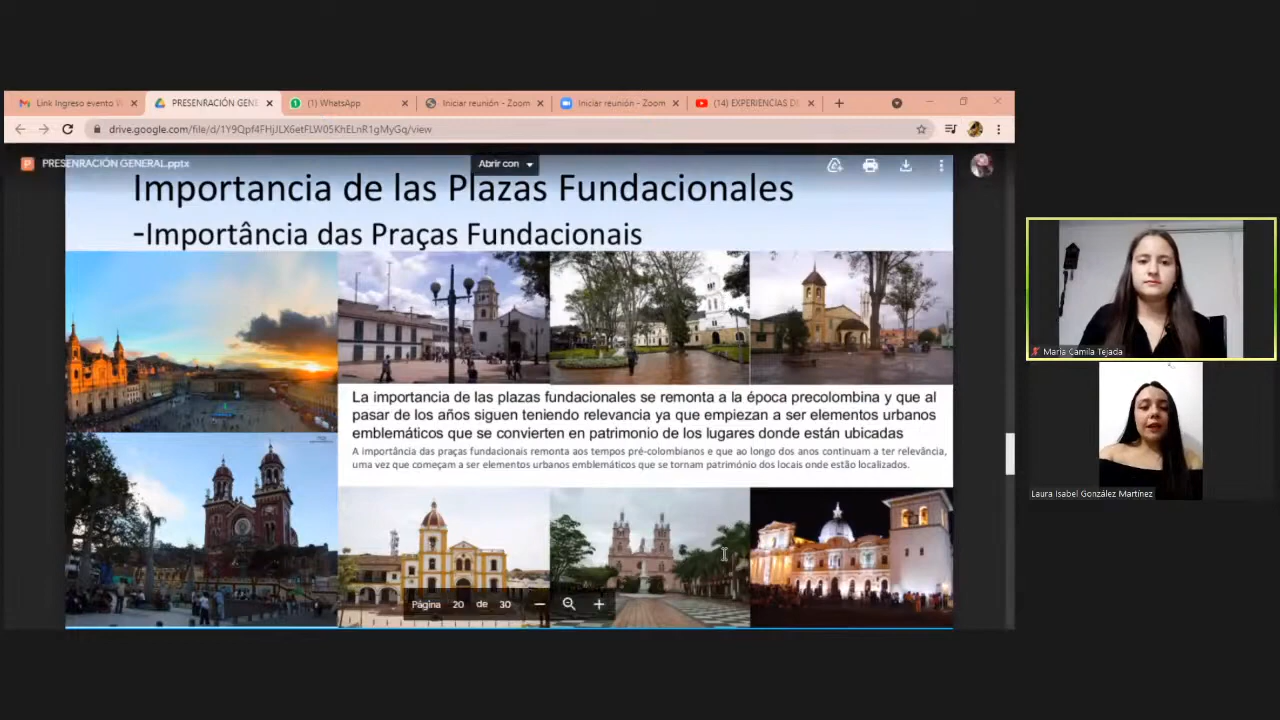 Link Ingreso evento V
PRESENRACIÓN GENE
(1) WhatsApp
Iniciar reunión - Zoom
Iniciar reunión - Zoom
(14) EXPERIENCIAS DE
drive.google.com/file/d/1Y9Qpf4FHjJLX6etFLW05KhELnR1gMyGq/view
PRESENRACIÓN GENERAL.pptx
Abrir con
Importancia de las Plazas Fundacionales
-Importância das Praças Fundacionais
La importancia de las plazas fundacionales se remonta a la época precolombina y que al
pasar de los años siguen teniendo relevancia ya que empiezan a ser elementos urbanos
emblemáticos que se convierten en patrimonio de los lugares donde están ubicadas
A importância das praças fundacionais remonta aos tempos pré-colombianos e que ao longo dos anos continuam a ter relevância,
uma vez que começam a ser elementos urbanos emblemáticos que se tornam património dos locais onde estão localizados.
Página 20 de 30
Maria Camila Tejada
Laura Isabel González Martínez